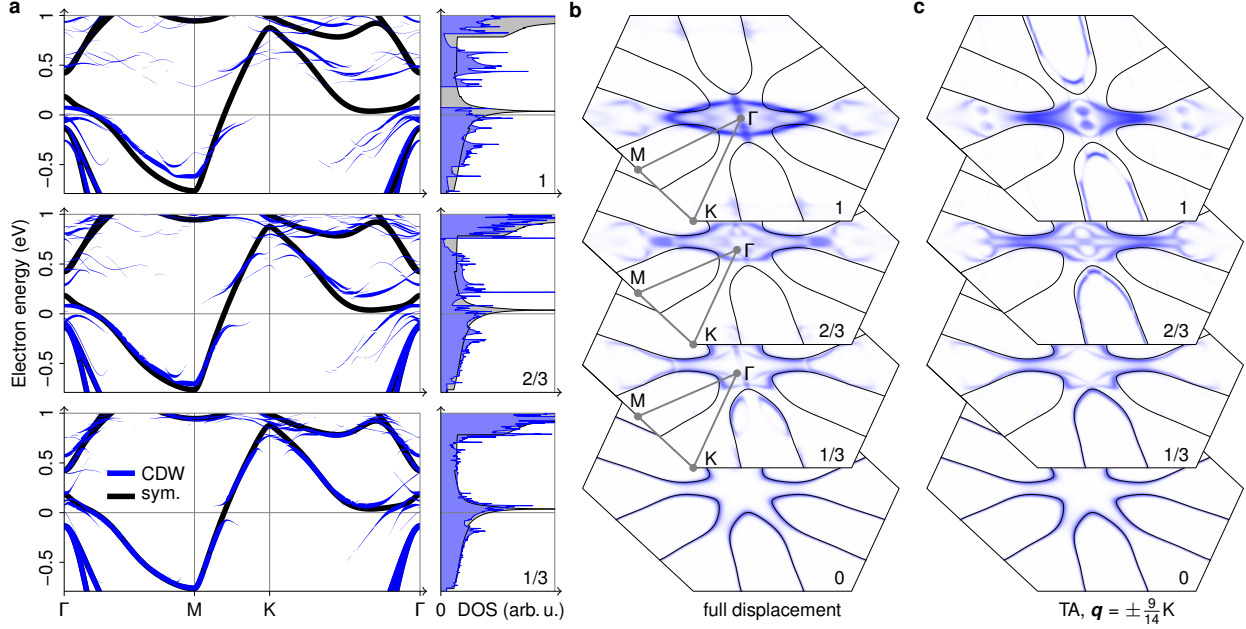 a
b
c
Electron energy (eV)
1
0.5
0
−0.5
1
1
0.5
0
−0.5
2/3
1
0.5
0
−0.5
CDW
sym.
1/3
Γ
M
K
Γ
0
DOS (arb. u.)
Γ
M
K
1
Γ
M
K
2/3
Γ
M
K
1/3
0
full displacement
1
2/3
1/3
0
TA, q = ± 9/14 K